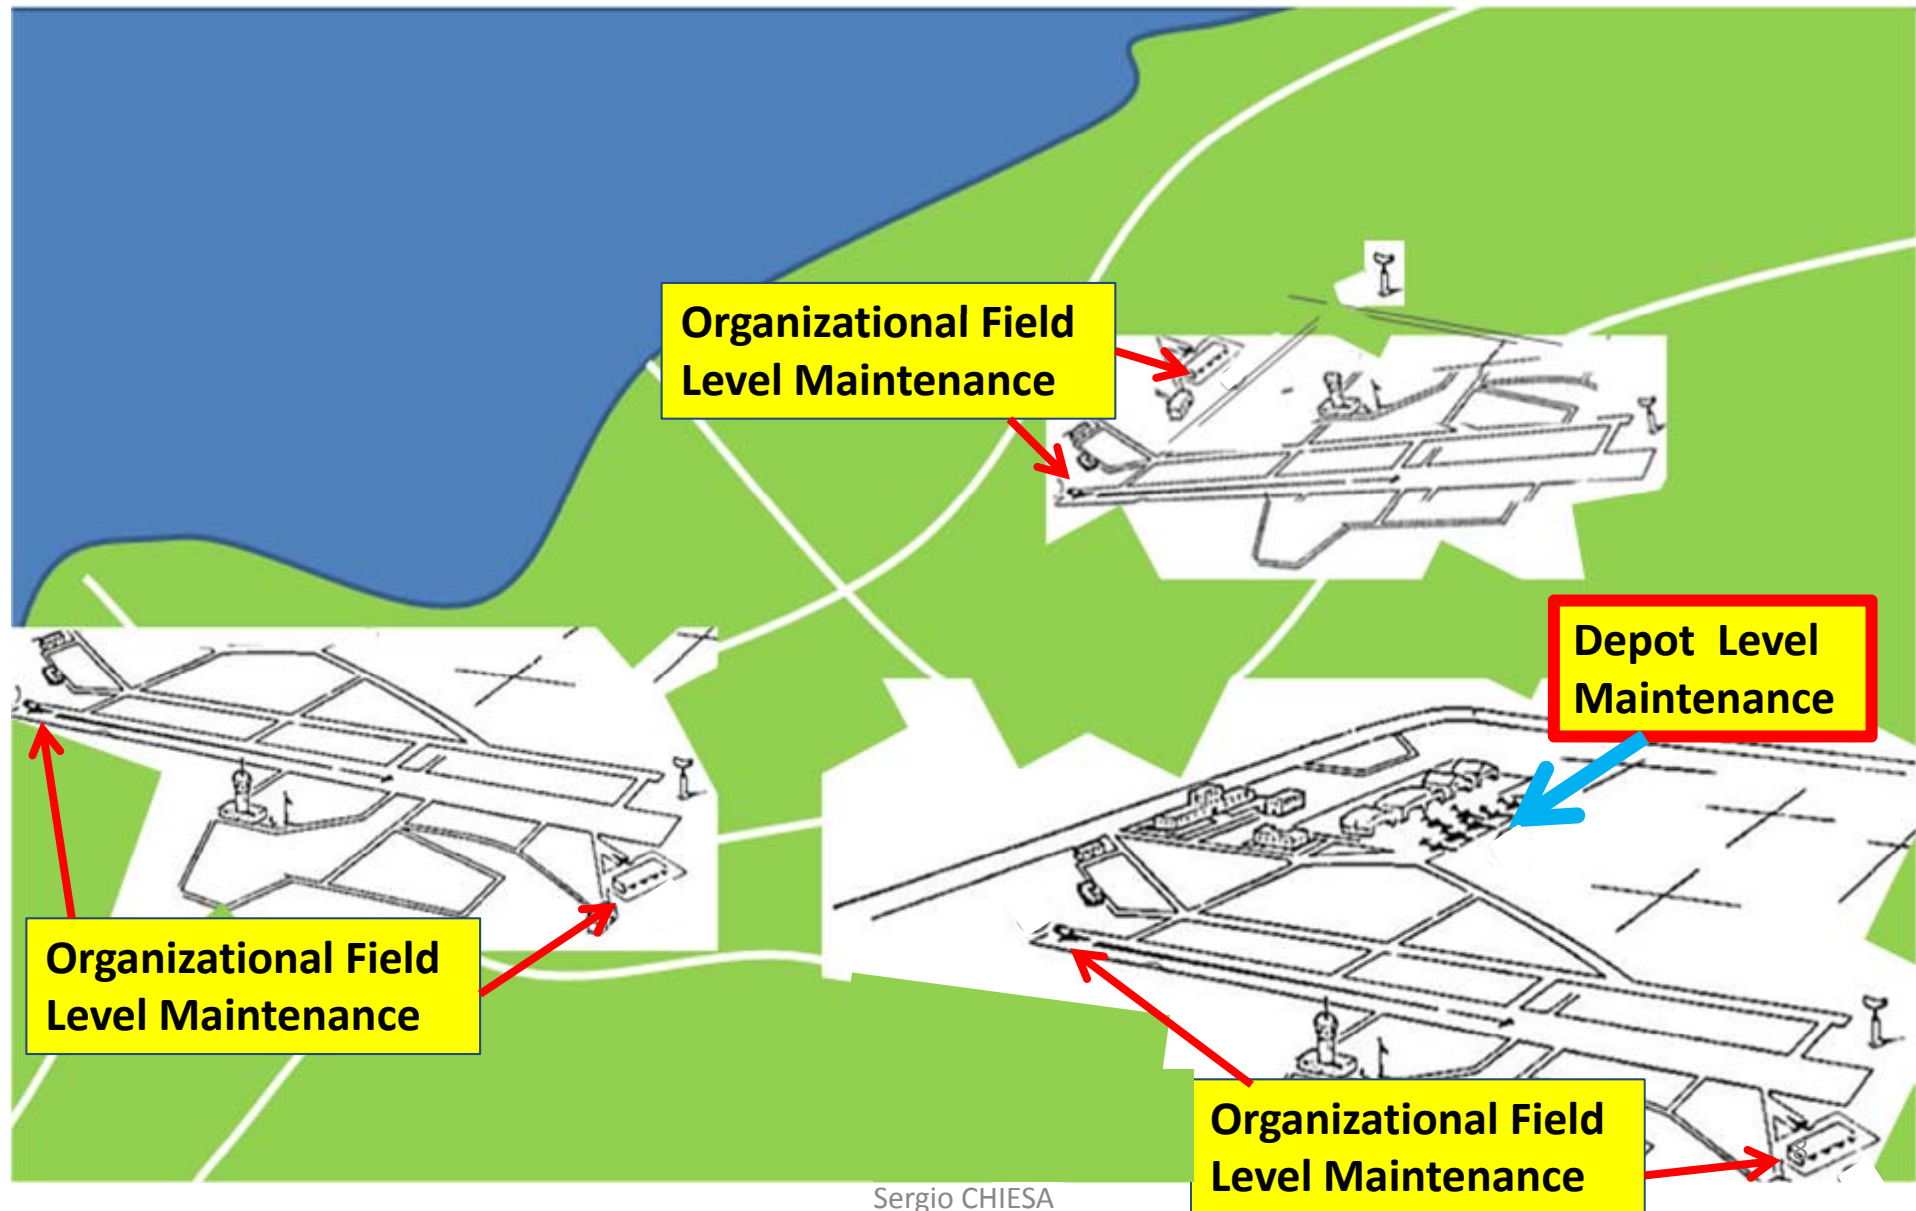 Organizational Field
Level Maintenance
Depot  Level
Maintenance
Organizational Field
Level Maintenance
Organizational Field
Level Maintenance
Sergio CHIESA